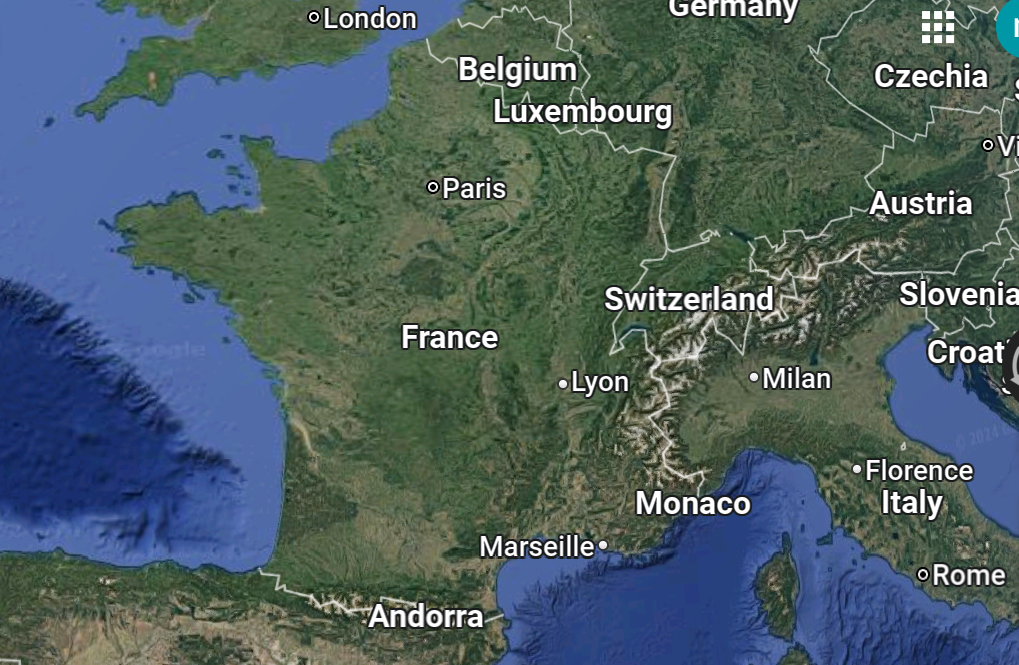 London
Germany
Belgium
Czechia
Luxembourg
Paris
Austria
Switzerland
Slovenia
France
Lyon
Milan
Florence
Italy
Monaco
Marseille
Rome
Andorra